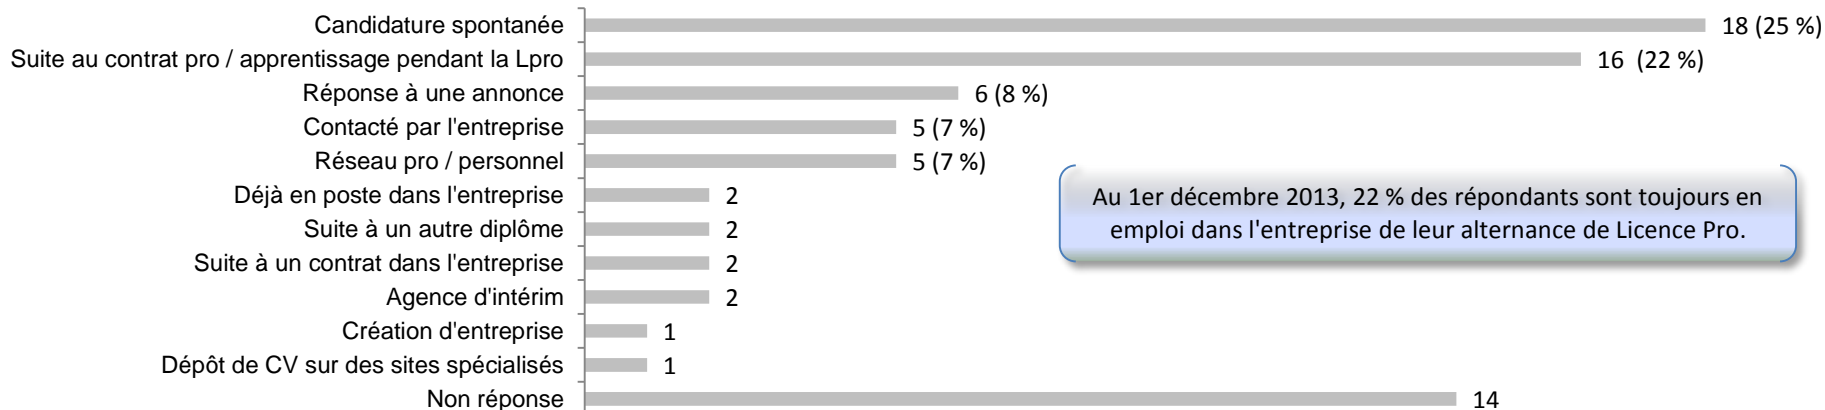 Candidature spontanée 18 (25 %)
Suite au contrat pro / apprentissage pendant la Lpro 16 (22 %)
Réponse à une annonce 6 (8 %)
Contacté par l'entreprise 5 (7 %)
Réseau pro / personnel 5 (7 %)
Déjà en poste dans l'entreprise 2
Suite à un autre diplôme 2
Suite à un contrat dans l'entreprise 2
Agence d'intérim 2
Création d'entreprise 1
Dépôt de CV sur des sites spécialisés 1
Non réponse 14
Au 1er décembre 2013, 22 % des répondants sont toujours en
emploi dans l'entreprise de leur alternance de Licence Pro.